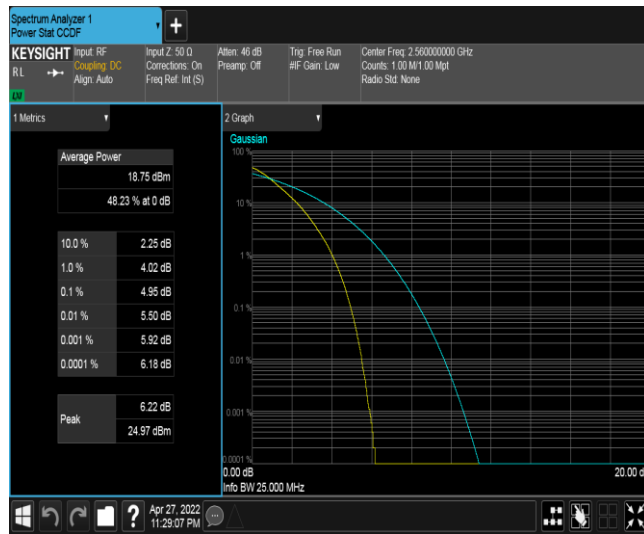 Spectrum Analyzer 1
Power Stat CCDF
KEYSIGHT
RL
Input: RF
Coupling: DC
Align: Auto
Input Z: 50 Ω
Corrections: On
Freq Ref: Int (S)
Atten: 46 dB
Preamp: Off
Trig: Free Run
#IF Gain: Low
Center Freq: 2.560000000 GHz
Counts: 1.00 M/1.00 Mpt
Radio Std: None
1 Metrics
Average Power
18.75 dBm
48.23 % at 0 dB
10.0 % 2.25 dB
1.0 % 4.02 dB
0.1 % 4.95 dB
0.01 % 5.50 dB
0.001 % 5.92 dB
0.0001 % 6.18 dB
Peak
6.22 dB
24.97 dBm
2 Graph
Gaussian
100 %
10 %
1 %
0.1 %
0.01 %
0.001 %
0.0001 %
0.00 dB
20.00 d
Info BW 25.000 MHz
?
Apr 27, 2022
11:29:07 PM